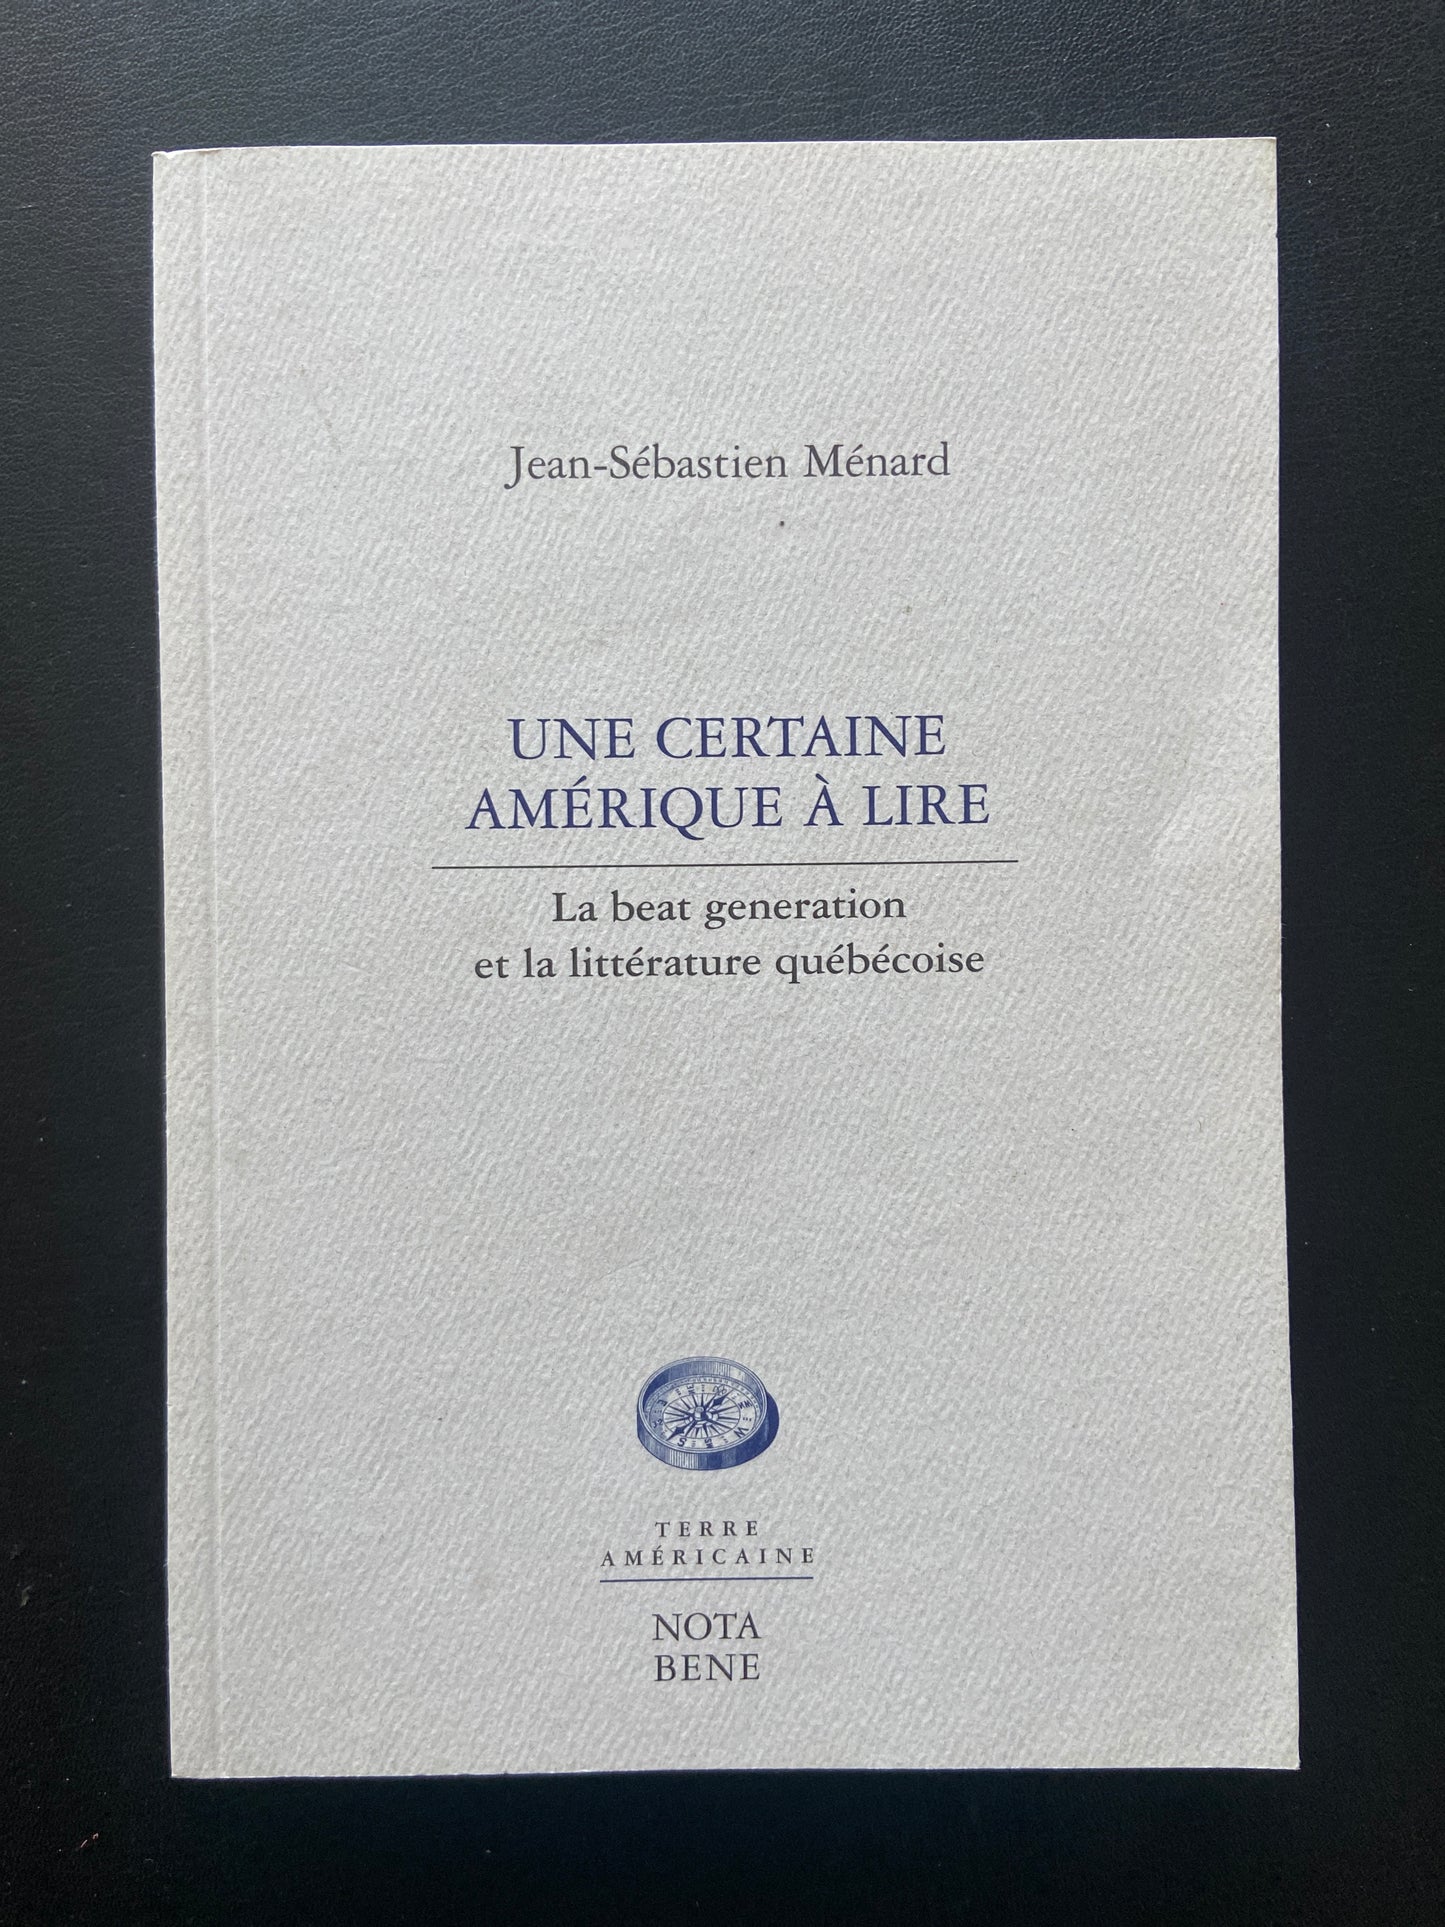 Jean-Sébastien Ménard
UNE CERTAINE
AMÉRIQUE À LIRE
La beat generation
et la littérature québécoise
TERRE
AMÉRICAINE
NOTA
BENE